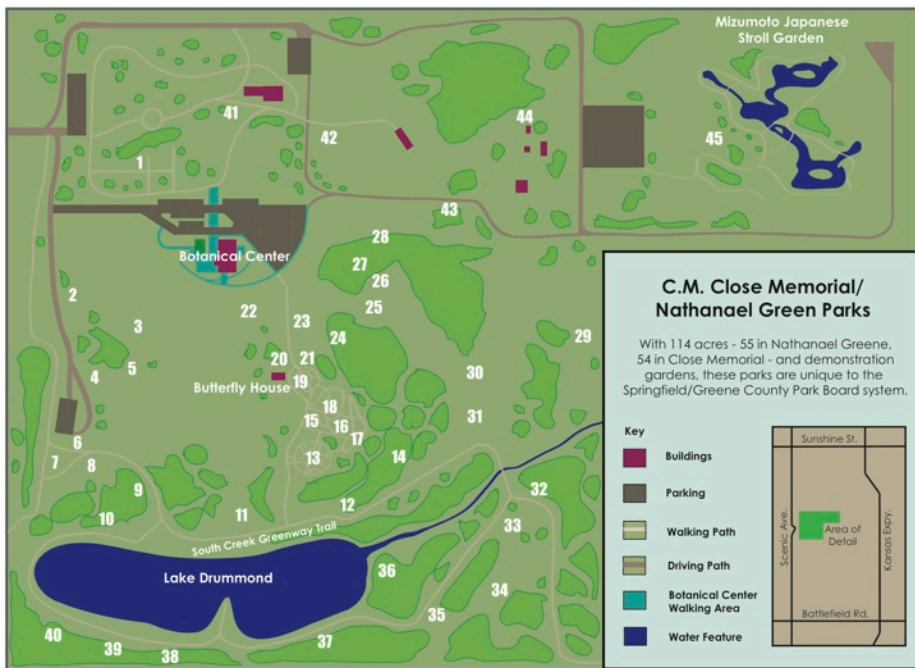 Mizumoto Japanese
Stroll Garden
41
42
44
45
1
43
28
Botanical Center
27
26
2
22
25
3
23
24
29
20
21
5
4
Butterfly House
19
30
18
31
15
16
17
6
7
8
13
14
9
32
10
11
12
33
South Creek Greenway Trail
Lake Drummond
36
34
35
40
39
38
37
C.M. Close Memorial/
Nathanael Green Parks
With 114 acres - 55 in Nathanael Greene,
54 in Close Memorial - and demonstration
gardens, these parks are unique to the
Springfield/Greene County Park Board system.
Key
Buildings
Parking
Walking Path
Driving Path
Botanical Center
Walking Area
Water Feature
Sunshine St.
Scenic Ave.
Area of
Detail
Kansas Expy.
Battlefield Rd.